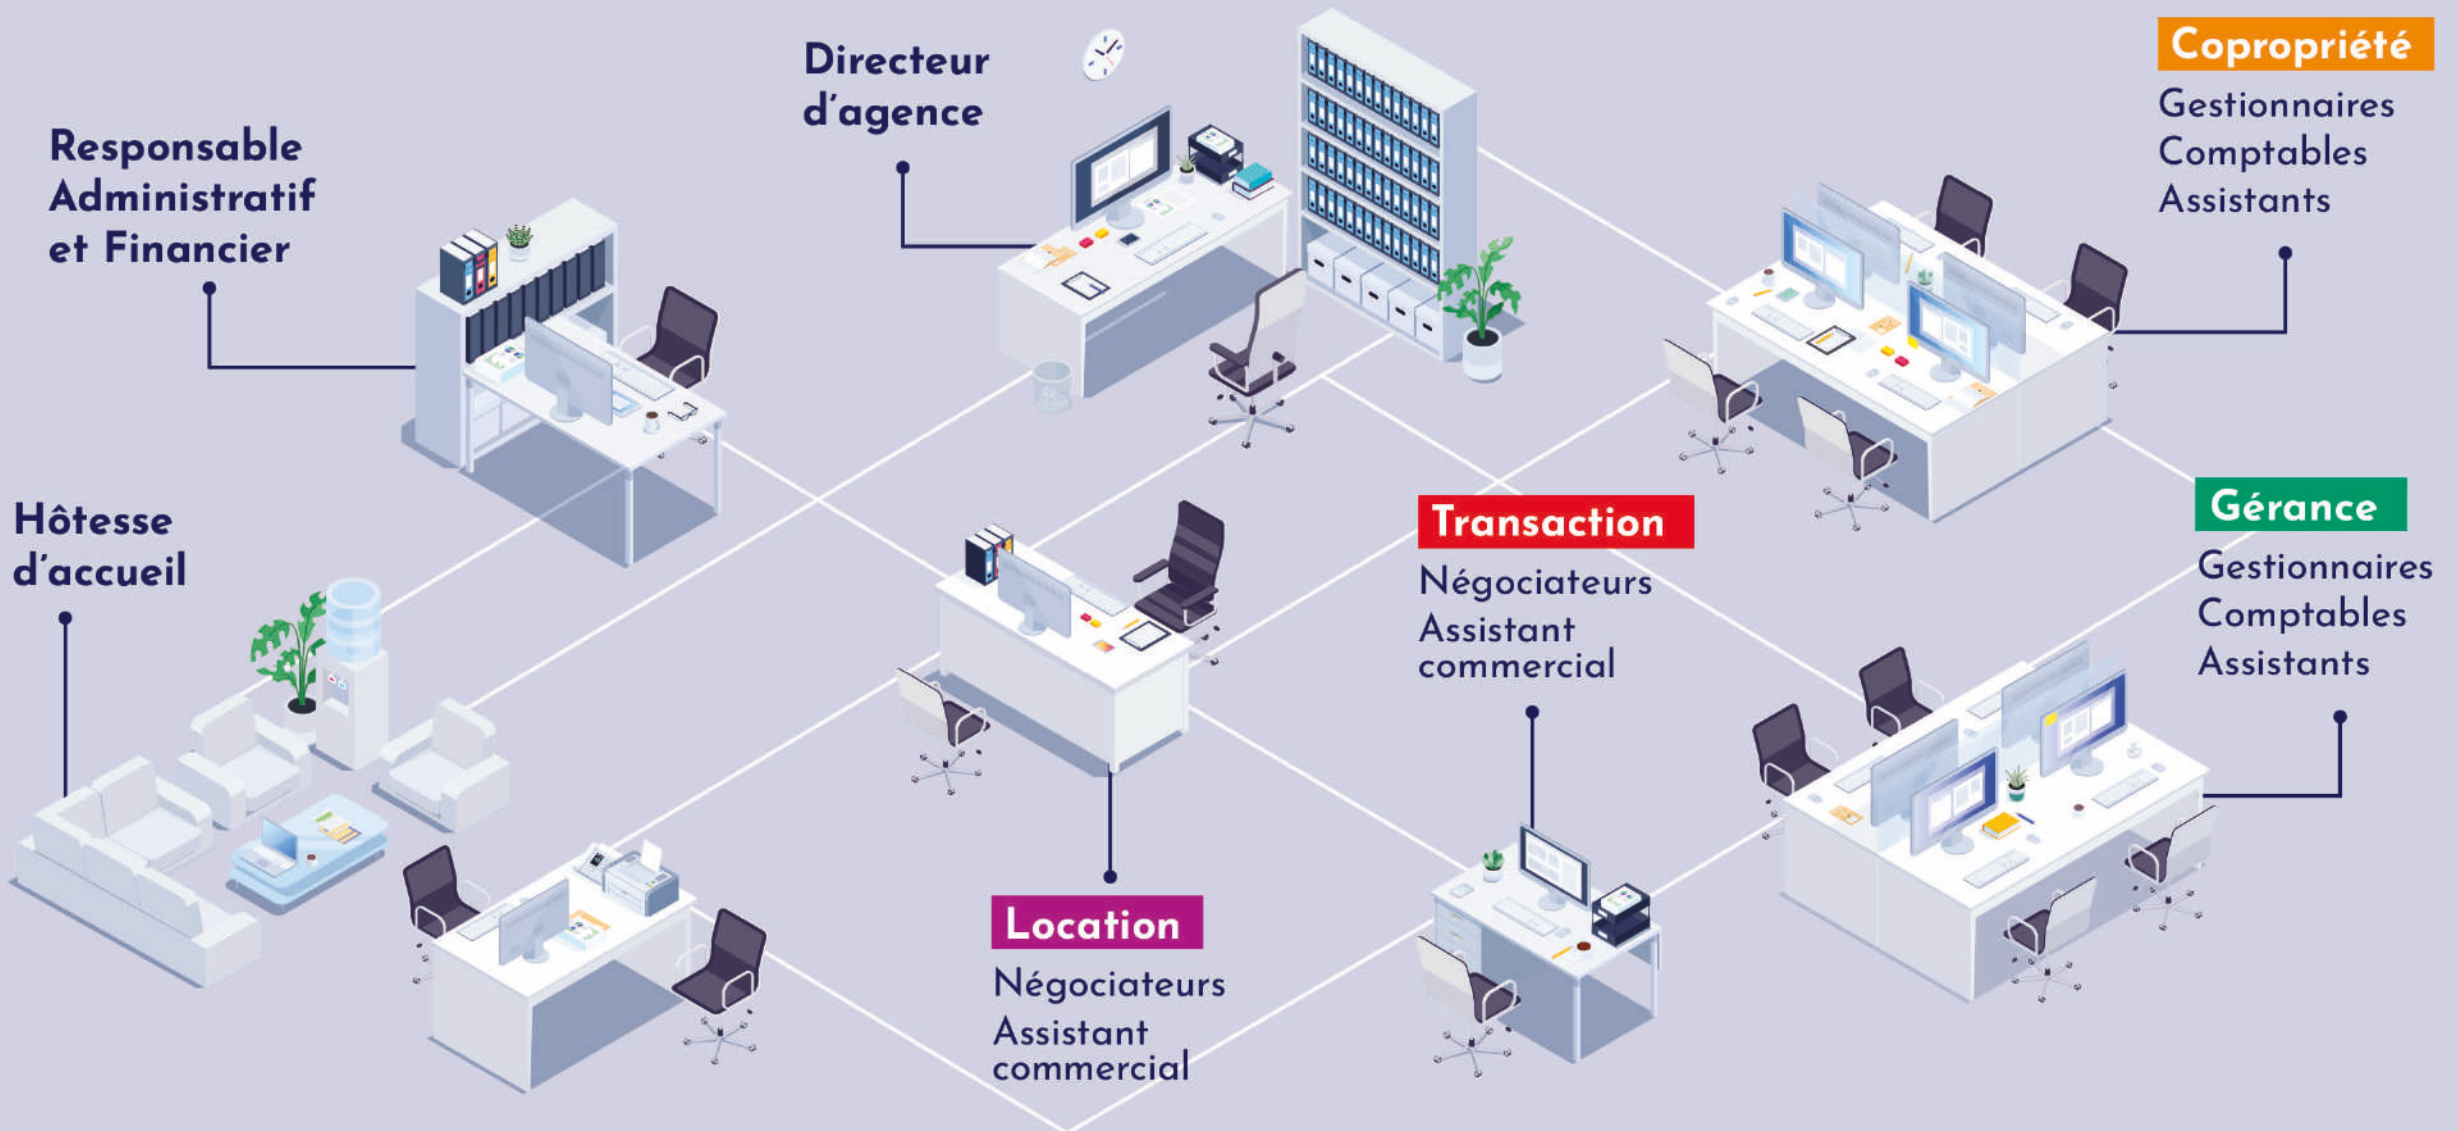 Responsable
Administratif
et Financier
Directeur
d'agence
Copropriété
Gestionnaires
Comptables
Assistants
Hôtesse
d'accueil
Transaction
Négociateurs
Assistant
commercial
Gérance
Gestionnaires
Comptables
Assistants
Location
Négociateurs
Assistant
commercial